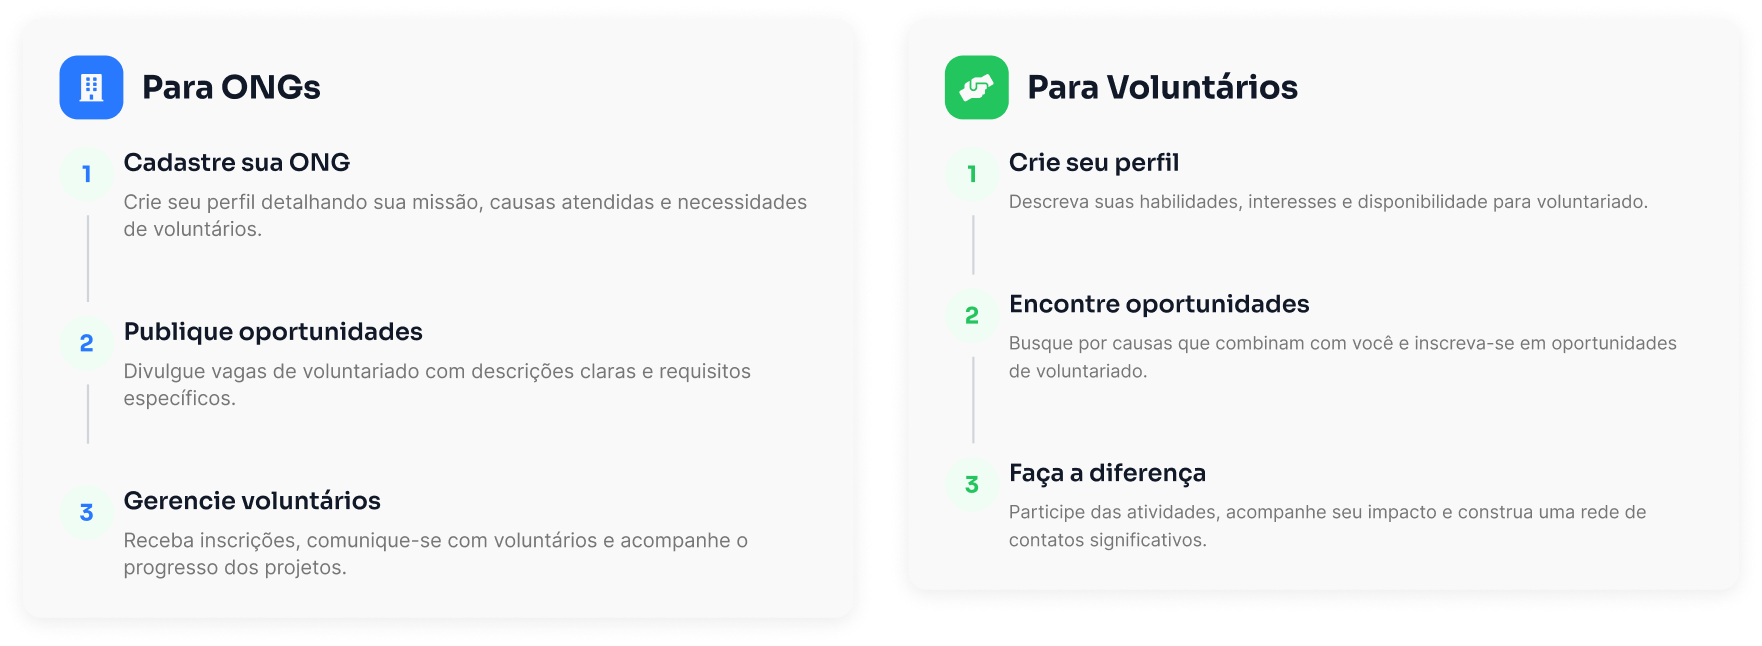 Para ONGs
1
Cadastre sua ONG
Crie seu perfil detalhando sua missão, causas atendidas e necessidades
de voluntários.
2
Publique oportunidades
Divulgue vagas de voluntariado com descrições claras e requisitos
específicos.
3
Gerencie voluntários
Receba inscrições, comunique-se com voluntários e acompanhe o
progresso dos projetos.
Para Voluntários
1
Crie seu perfil
Descreva suas habilidades, interesses e disponibilidade para voluntariado.
2
Encontre oportunidades
Busque por causas que combinam com você e inscreva-se em oportunidades
de voluntariado.
3
Faça a diferença
Participe das atividades, acompanhe seu impacto e construa uma rede de
contatos significativos.